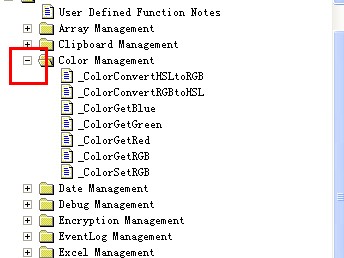 User Defined Function Notes
Array Management
Clipboard Management
Color Management
_ColorConvertHSLtoRGB
_ColorConvertRGBtoHSL
_ColorGetBlue
_ColorGetGreen
_ColorGetRed
_ColorGetRGB
_ColorSetRGB
Date Management
Debug Management
Encryption Management
EventLog Management
Excel Management